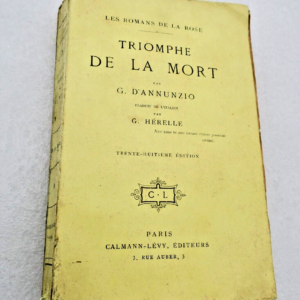 LES ROMANS DE LA ROSE
TRIOMPHE
DE LA MORT
PAR
G. D'ANNUNZIO
TRADUIT DE L'ITALIEN
PAR
G. HÉRELLE
TRENTE-HUITIÈME ÉDITION
C·L
PARIS
CALMANN-LÉVY, ÉDITEURS
3, RUE AUBER, 3